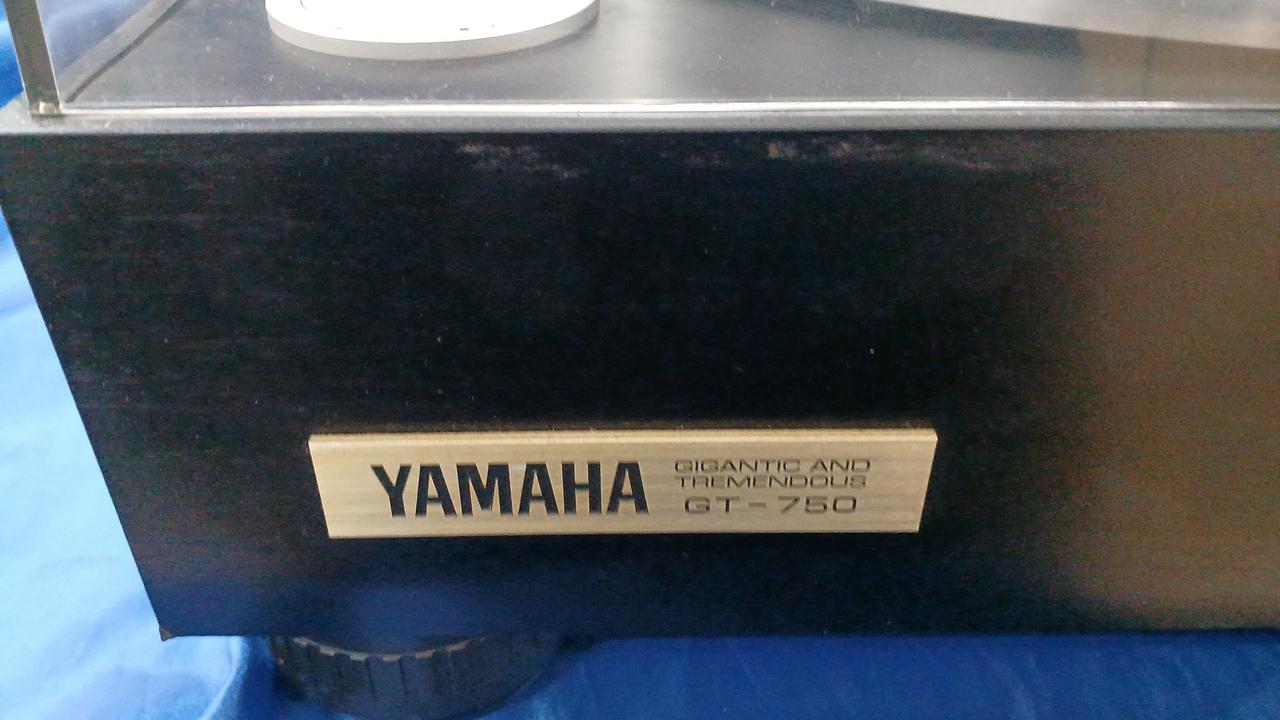 YAMAHA
GIGANTIC AND
TREMENDOUS
GT-750